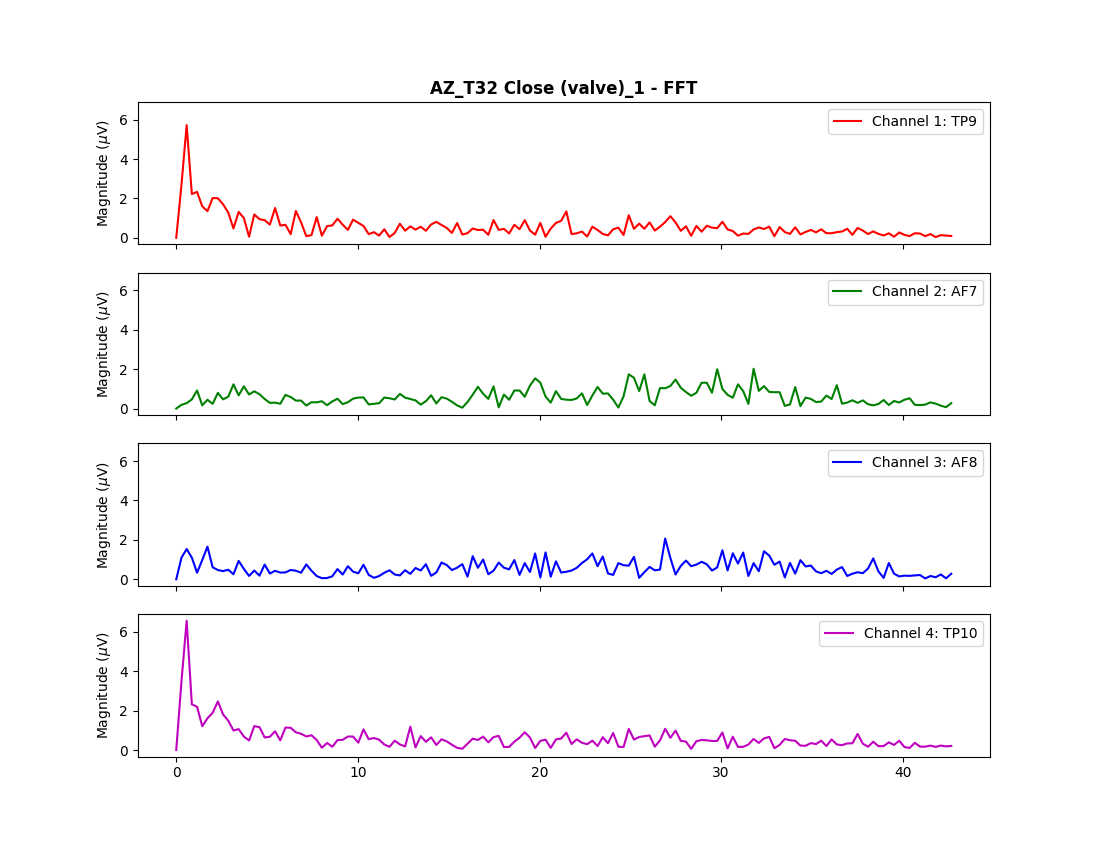 AZ_T32 Close (valve)_1 - FFT
Magnitude (μV)
6
4
2
0
Channel 1: TP9
Magnitude (μV)
6
4
2
0
Channel 2: AF7
Magnitude (μV)
6
4
2
0
Channel 3: AF8
Magnitude (μV)
6
4
2
0
Channel 4: TP10
0 10 20 30 40